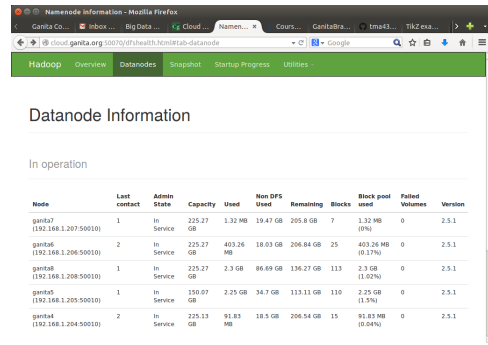 Namenode information - Mozilla Firefox
Ganita Co... Inbox ... Big Data ... Cloud ... Namen... × Cou... GanitaBra... tma43... TikZ exa...
cloud.ganita.org:50070/dfshealth.html#tab-datanode Google
Hadoop Overview Datanodes Snapshot Startup Progress Utilities
Datanode Information
In operation
Node Last contact Admin State Capacity Used Non DFS Used Remaining Blocks Block pool used Failed Volumes Version
ganita7 (192.168.1.207:50010) 1 In Service 225.27 GB 1.32 MB 19.47 GB 205.8 GB 7 1.32 MB (0%) 0 2.5.1
ganita6 (192.168.1.206:50010) 2 In Service 225.27 GB 403.26 MB 18.03 GB 206.84 GB 25 403.26 MB (0.17%) 0 2.5.1
ganita8 (192.168.1.208:50010) 1 In Service 225.27 GB 2.3 GB 86.69 GB 136.27 GB 113 2.3 GB (1.02%) 0 2.5.1
ganita5 (192.168.1.205:50010) 1 In Service 150.07 GB 2.25 GB 34.7 GB 113.11 GB 110 2.25 GB (1.5%) 0 2.5.1
ganita4 (192.168.1.204:50010) 2 In Service 225.13 GB 91.83 MB 18.5 GB 206.54 GB 15 91.83 MB (0.04%) 0 2.5.1